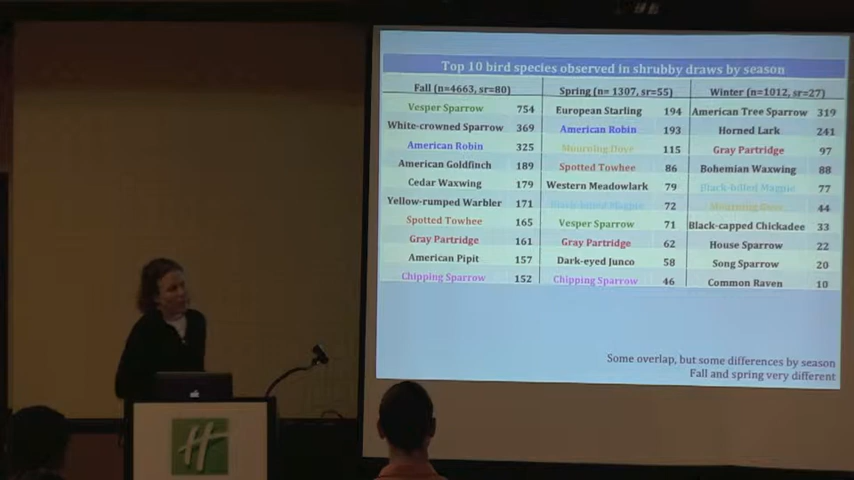 Top 10 bird species observed in shrubby draws by season
Fall (n=4663, sr=80) Spring (n= 1307, sr=55) Winter (n=1012, sr=27)
Vesper Sparrow 754 European Starling 194 American Tree Sparrow 319
White-crowned Sparrow 369 American Robin 193 Horned Lark 241
American Robin 325 Mourning Dove 115 Gray Partridge 97
American Goldfinch 189 Spotted Towhee 86 Bohemian Waxwing 88
Cedar Waxwing 179 Western Meadowlark 79 Black-billed Magpie 77
Yellow-rumped Warbler 171 Black-billed Magpie 72 Mourning Dove 44
Spotted Towhee 165 Vesper Sparrow 71 Black-capped Chickadee 33
Gray Partridge 161 Gray Partridge 62 House Sparrow 22
American Pipit 157 Dark-eyed Junco 58 Song Sparrow 20
Chipping Sparrow 152 Chipping Sparrow 46 Common Raven 10
Some overlap, but some differences by season
Fall and spring very different
H